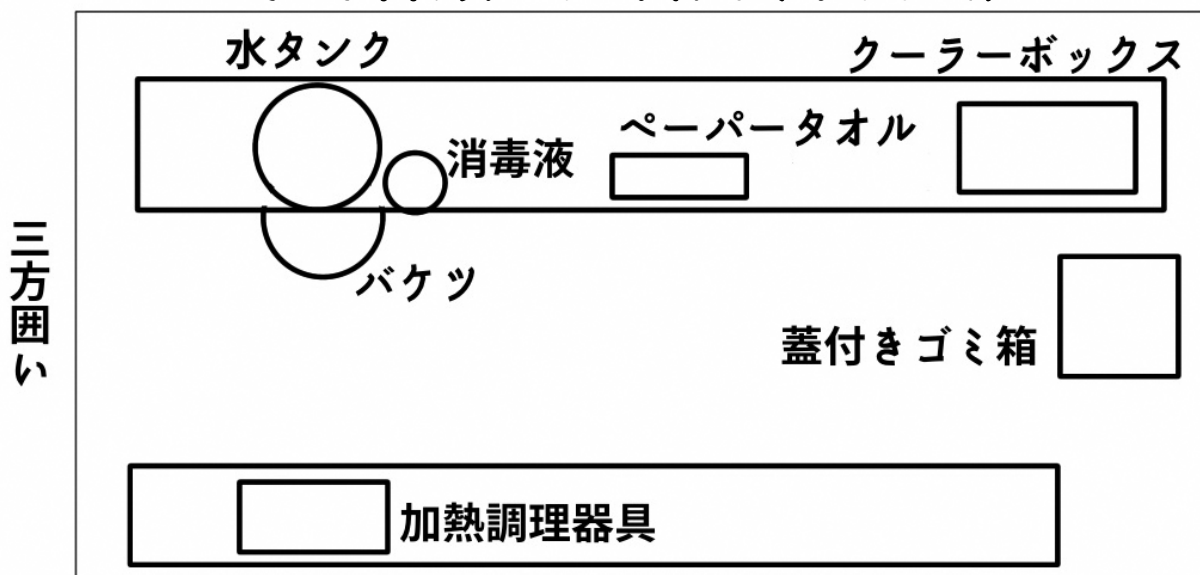 水タンク
クーラーボックス
消毒液
ペーパータオル
バケツ
三方囲い
蓋付きゴミ箱
加熱調理器具